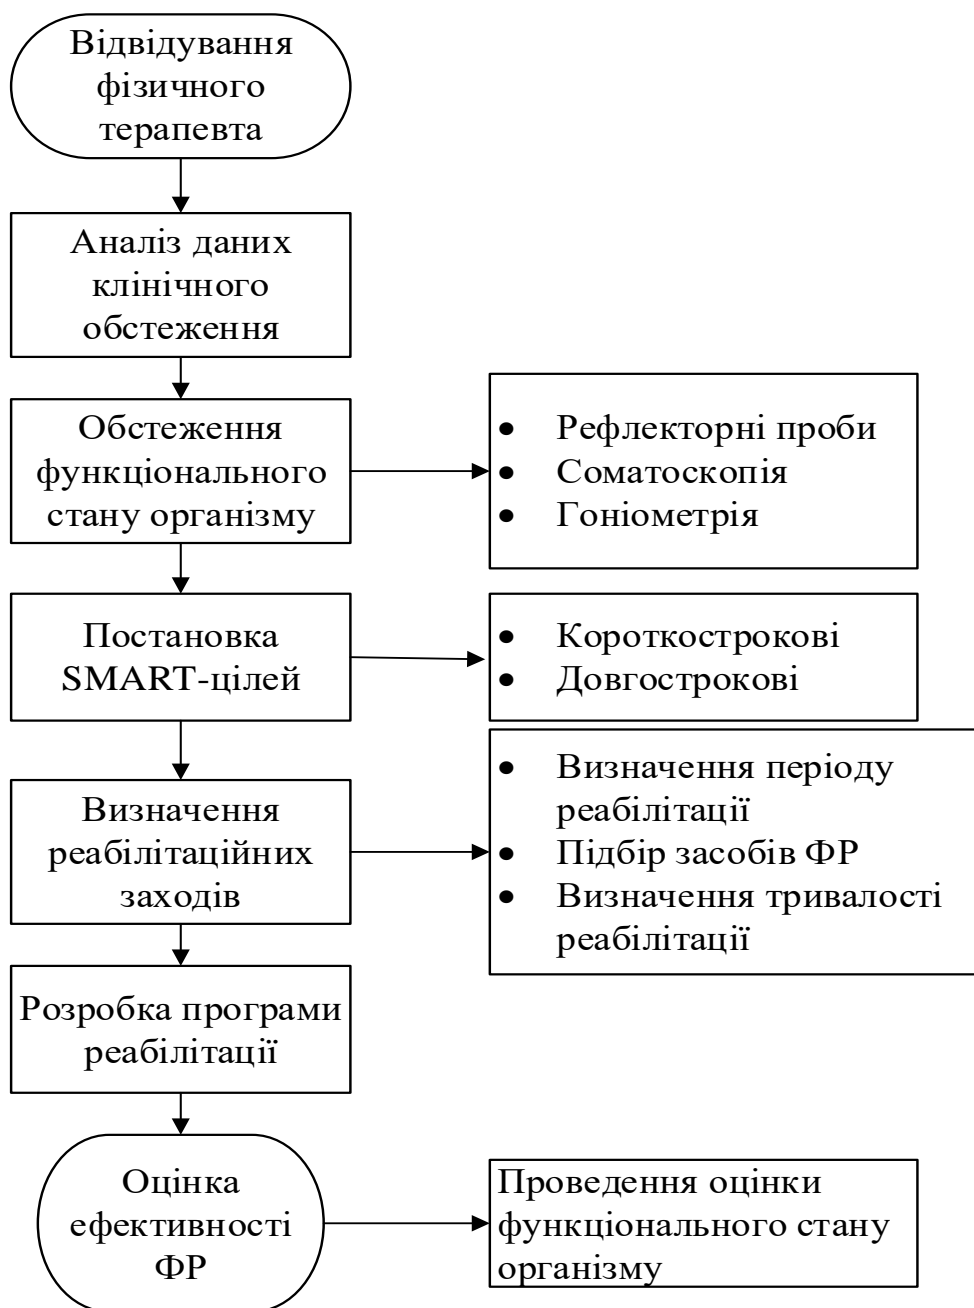 Відвідування
фізичного
терапевта
Аналіз даних
клінічного
обстеження
Обстеження
функціонального
стану організму
• Рефлекторні проби
• Соматоскопія
• Гоніометрія
Постановка
SMART-цілей
• Короткострокові
• Довгострокові
Визначення
реабілітаційних
заходів
• Визначення періоду
реабілітації
• Підбір засобів ФР
• Визначення тривалості
реабілітації
Розробка програми
реабілітації
Оцінка
ефективності
ФР
Проведення оцінки
функціонального стану
організму